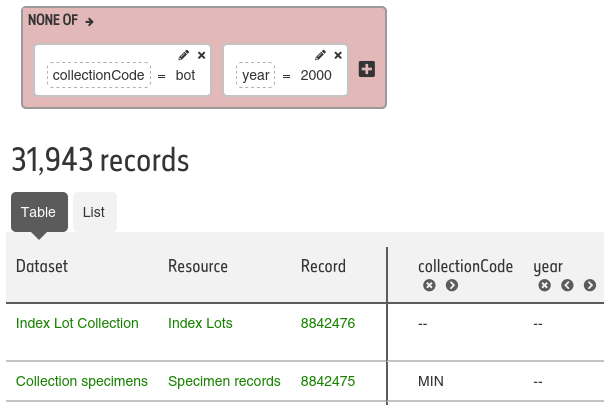 NONE OF →
collectionCode = bot year = 2000
31,943 records
Table List
Dataset Resource Record collectionCode year
Index Lot Collection Index Lots 8842476 -- --
Collection specimens Specimen records 8842475 MIN --